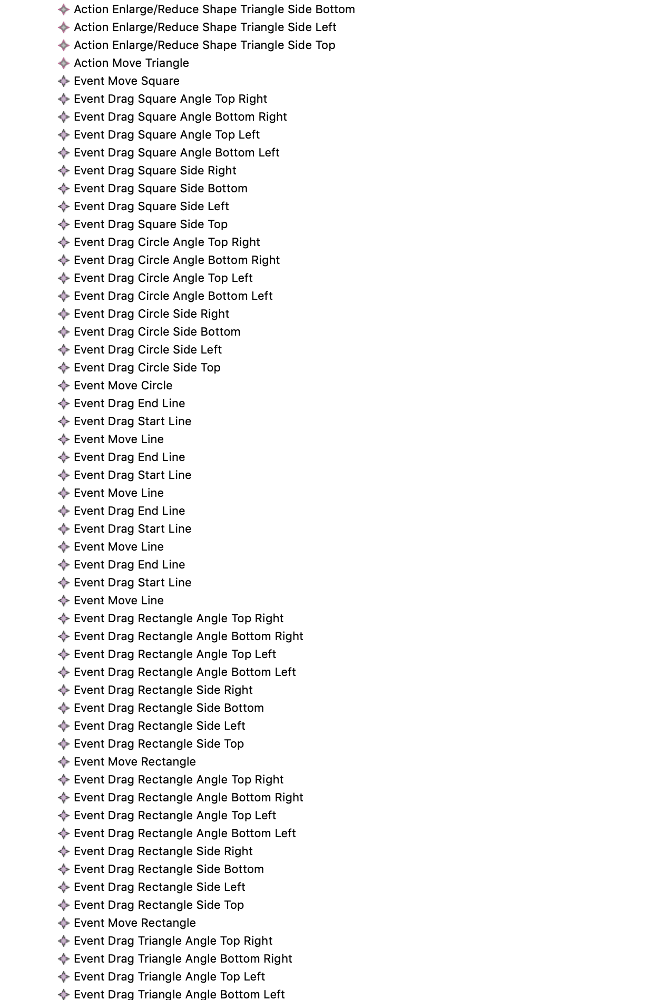 Action Enlarge/Reduce Shape Triangle Side Bottom
Action Enlarge/Reduce Shape Triangle Side Left
Action Enlarge/Reduce Shape Triangle Side Top
Action Move Triangle
Event Move Square
Event Drag Square Angle Top Right
Event Drag Square Angle Bottom Right
Event Drag Square Angle Top Left
Event Drag Square Angle Bottom Left
Event Drag Square Side Right
Event Drag Square Side Bottom
Event Drag Square Side Left
Event Drag Square Side Top
Event Drag Circle Angle Top Right
Event Drag Circle Angle Bottom Right
Event Drag Circle Angle Top Left
Event Drag Circle Angle Bottom Left
Event Drag Circle Side Right
Event Drag Circle Side Bottom
Event Drag Circle Side Left
Event Drag Circle Side Top
Event Move Circle
Event Drag End Line
Event Drag Start Line
Event Move Line
Event Drag End Line
Event Drag Start Line
Event Move Line
Event Drag End Line
Event Drag Start Line
Event Move Line
Event Drag End Line
Event Drag Start Line
Event Move Line
Event Drag Rectangle Angle Top Right
Event Drag Rectangle Angle Bottom Right
Event Drag Rectangle Angle Top Left
Event Drag Rectangle Angle Bottom Left
Event Drag Rectangle Side Right
Event Drag Rectangle Side Bottom
Event Drag Rectangle Side Left
Event Drag Rectangle Side Top
Event Move Rectangle
Event Drag Rectangle Angle Top Right
Event Drag Rectangle Angle Bottom Right
Event Drag Rectangle Angle Top Left
Event Drag Rectangle Angle Bottom Left
Event Drag Rectangle Side Right
Event Drag Rectangle Side Bottom
Event Drag Rectangle Side Left
Event Drag Rectangle Side Top
Event Move Rectangle
Event Drag Triangle Angle Top Right
Event Drag Triangle Angle Bottom Right
Event Drag Triangle Angle Top Left
Event Drag Triangle Angle Bottom Left